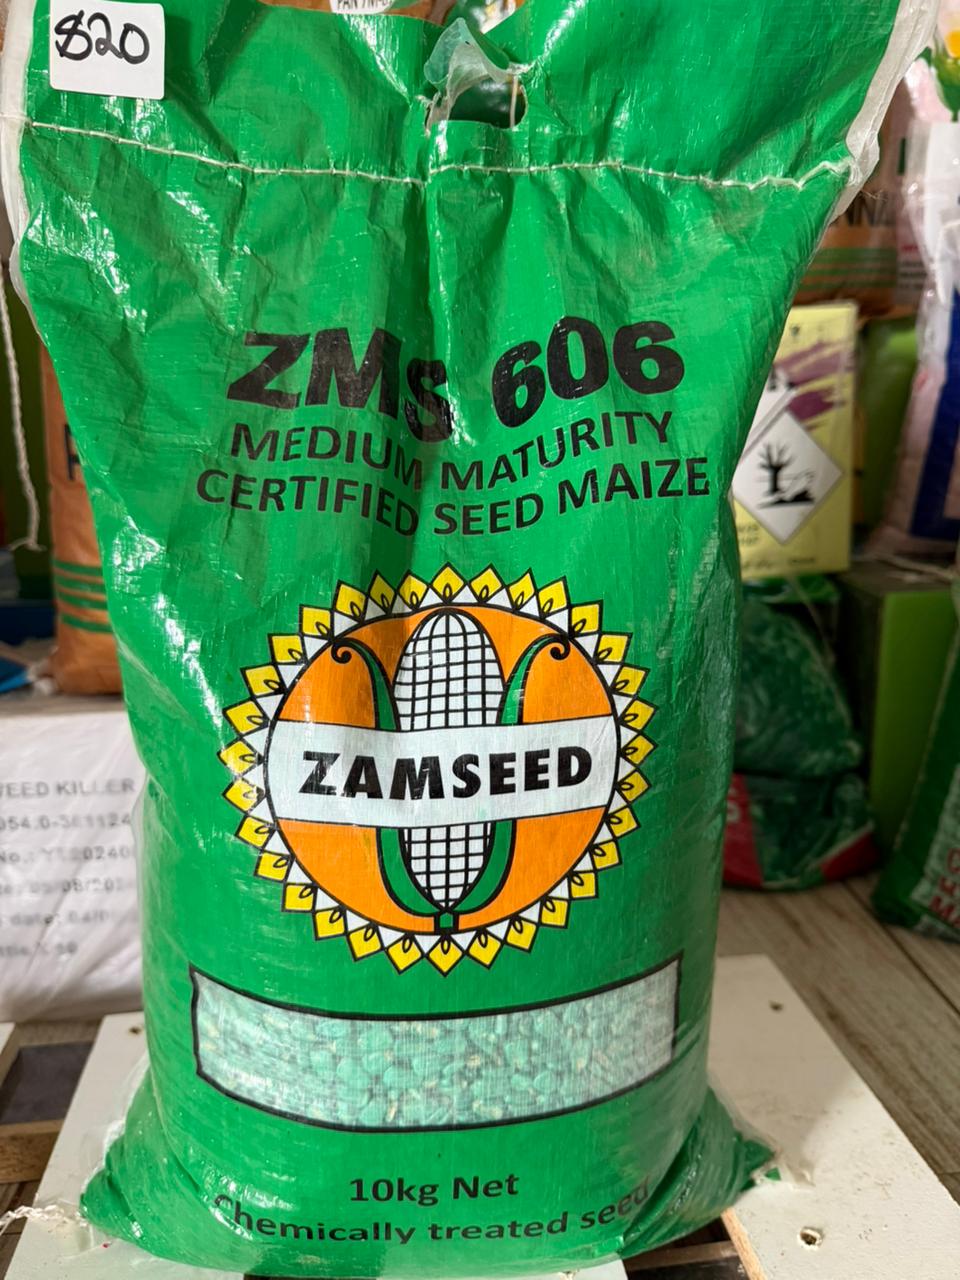 $20
ZMS 606
MEDIUM MATURITY
CERTIFIED SEED MAIZE
ZAMSEED
10kg Net
Chemically treated seed
WEED KILLER